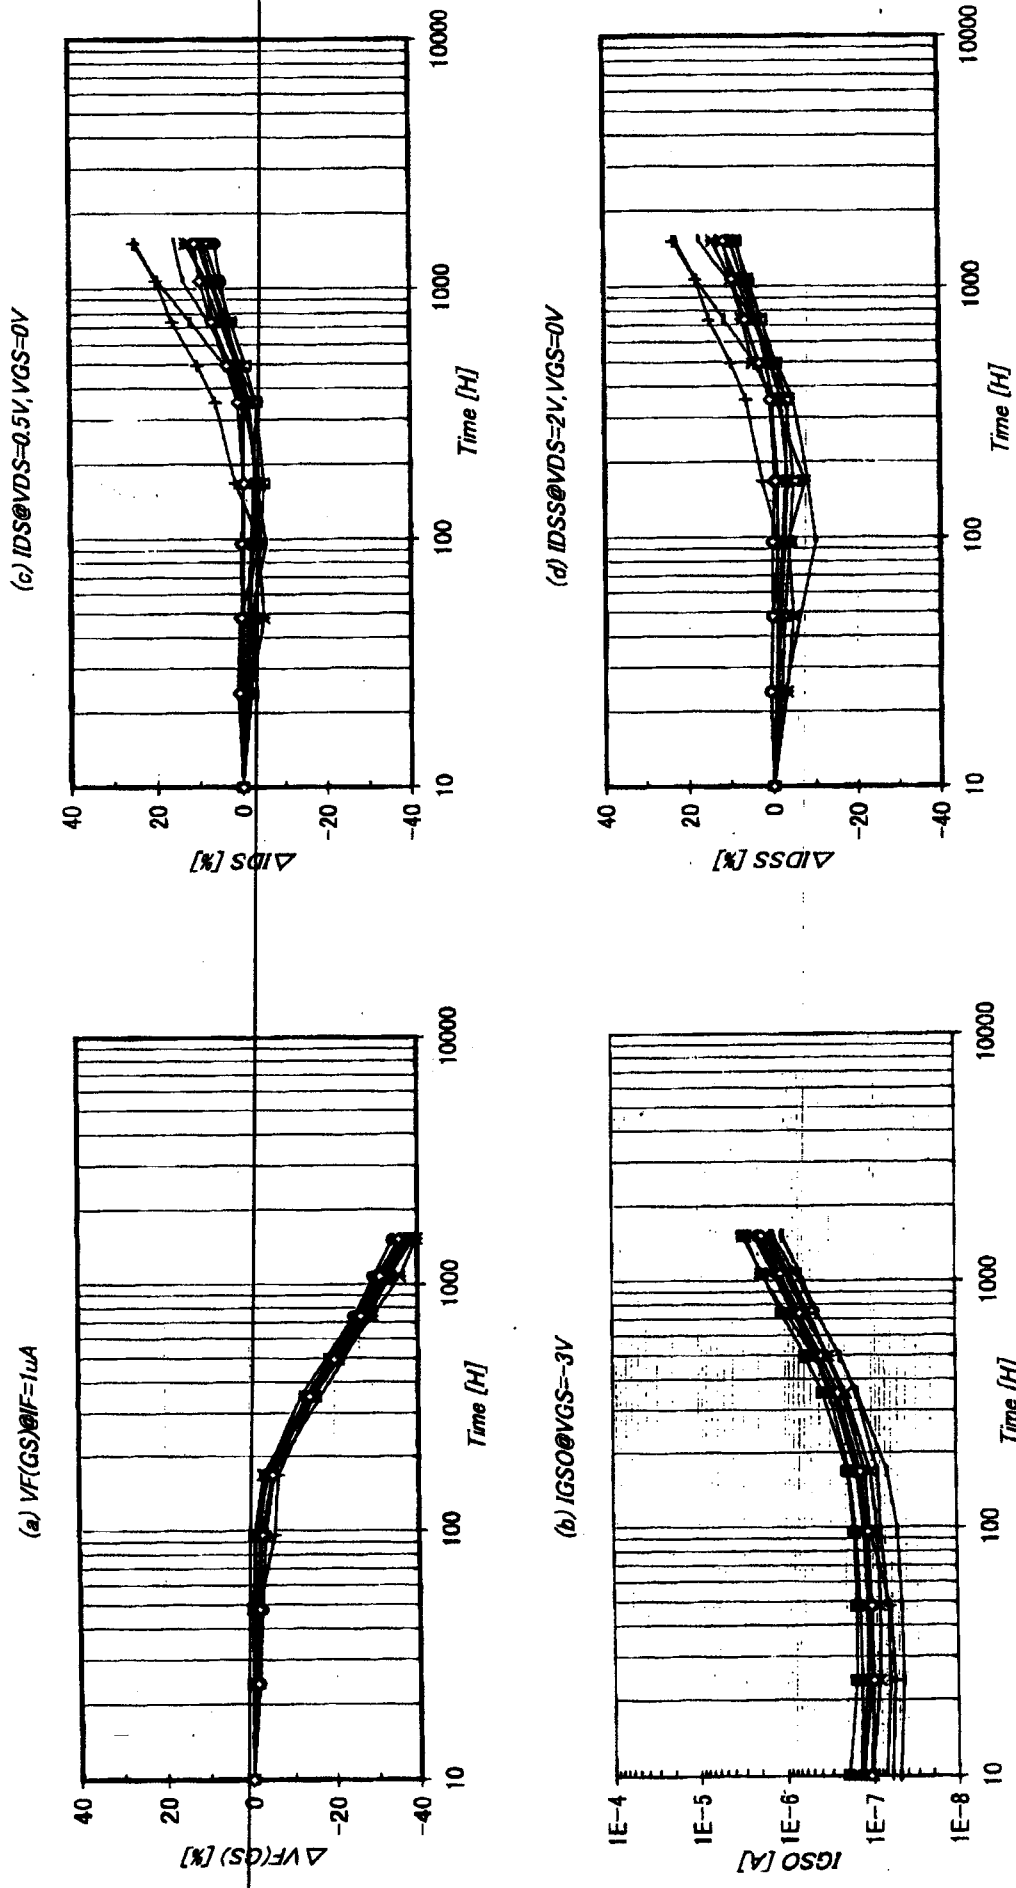 (a) VF(GS)@IF=1uA
△VF(GS) [%]
40
20
0
-20
-40
10
100
1000
10000
Time [H]
(c) IDS@VDS=0.5V,VGS=0V
△IDS [%]
40
20
0
-20
-40
10
100
1000
10000
Time [H]
(b) IGSO@VGS=-3V
IGSO [A]
1E-4
1E-5
1E-6
1E-7
1E-8
10
100
1000
10000
Time [H]
(d) IDSS@VDS=2V,VGS=0V
△IDSS [%]
40
20
0
-20
-40
10
100
1000
10000
Time [H]